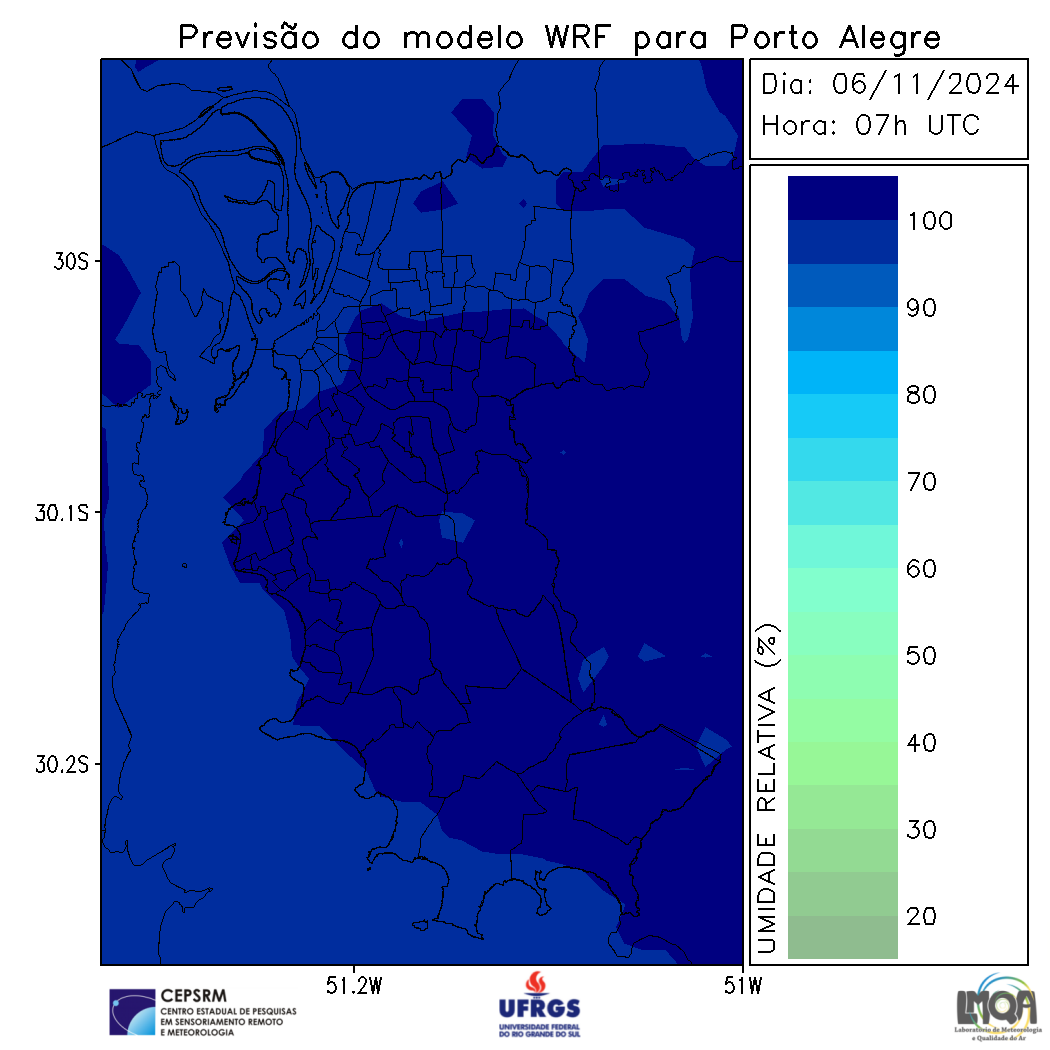 Previsão do modelo WRF para Porto Alegre
Dia: 06/11/2024
Hora: 07h UTC
30S
30.1S
30.2S
51.2W
51W
100
90
80
70
60
50
40
30
20
UMIDADE RELATIVA (%)
CEPSRM
CENTRO ESTADUAL DE PESQUISAS
EM SENSORIAMENTO REMOTO
E METEOROLOGIA
UFRGS
UNIVERSIDADE FEDERAL
DO RIO GRANDE DO SUL
LMQA
Laboratório de Meteorologia
e Qualidade do Ar